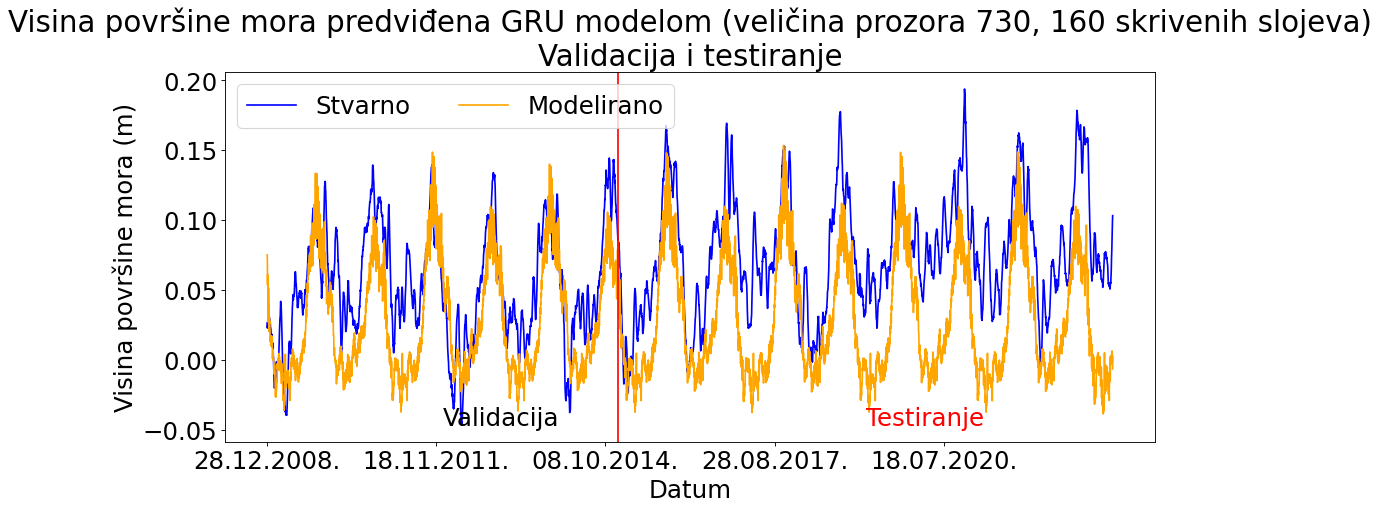 Visina površine mora predviđena GRU modelom (veličina prozora 730, 160 skrivenih slojeva)
Validacija i testiranje
Stvarno
Modelirano
Visina površine mora (m)
0.20
0.15
0.10
0.05
0.00
−0.05
Validacija
Testiranje
28.12.2008.
18.11.2011.
08.10.2014.
28.08.2017.
18.07.2020.
Datum